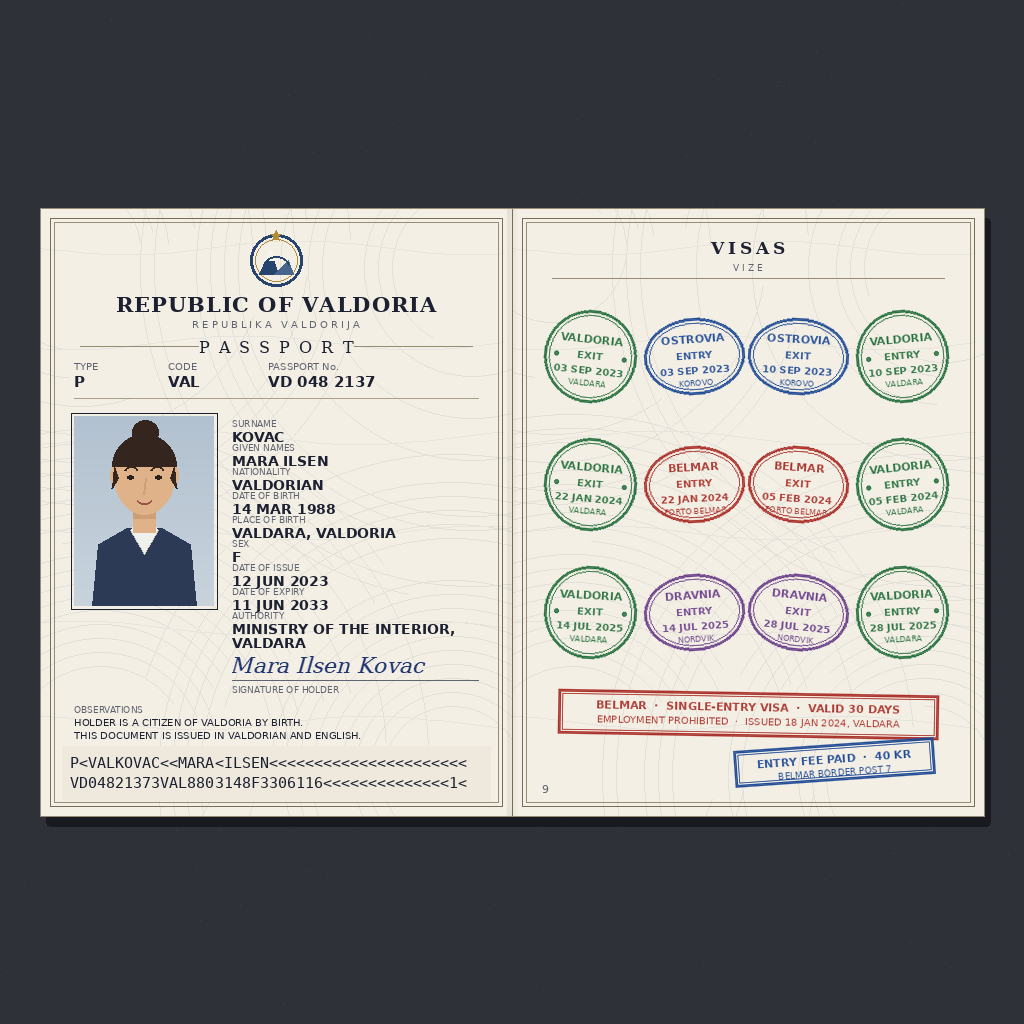 REPUBLIC OF VALDORIA
REPUBLIKA VALDORIJA
PASSPORT
TYPE CODE PASSPORT No.
P VAL VD 048 2137
SURNAME
KOVAC
GIVEN NAMES
MARA ILSEN
NATIONALITY
VALDORIAN
DATE OF BIRTH
14 MAR 1988
PLACE OF BIRTH
VALDARA, VALDORIA
SEX
F
DATE OF ISSUE
12 JUN 2023
DATE OF EXPIRY
11 JUN 2033
AUTHORITY
MINISTRY OF THE INTERIOR,
VALDARA
Mara Ilsen Kovac
SIGNATURE OF HOLDER
OBSERVATIONS
HOLDER IS A CITIZEN OF VALDORIA BY BIRTH.
THIS DOCUMENT IS ISSUED IN VALDORIAN AND ENGLISH.
P<VALKOVAC<<MARA<ILSEN<<<<<<<<<<<<<<<<<<<<<<
VD04821373VAL8803148F3306116<<<<<<<<<<<<<<1<
VISAS
VIZE
VALDORIA
EXIT
03 SEP 2023
VALDARA
OSTROVIA
ENTRY
03 SEP 2023
KOROVO
OSTROVIA
EXIT
10 SEP 2023
KOROVO
VALDORIA
ENTRY
10 SEP 2023
VALDARA
VALDORIA
EXIT
22 JAN 2024
VALDARA
BELMAR
ENTRY
22 JAN 2024
PORTO BELMAR
BELMAR
EXIT
05 FEB 2024
PORTO BELMAR
VALDORIA
ENTRY
05 FEB 2024
VALDARA
VALDORIA
EXIT
14 JUL 2025
VALDARA
DRAVNIA
ENTRY
14 JUL 2025
NORDVIK
DRAVNIA
EXIT
28 JUL 2025
NORDVIK
VALDORIA
ENTRY
28 JUL 2025
VALDARA
BELMAR · SINGLE-ENTRY VISA · VALID 30 DAYS
EMPLOYMENT PROHIBITED · ISSUED 18 JAN 2024, VALDARA
ENTRY FEE PAID · 40 KR
BELMAR BORDER POST 7
9